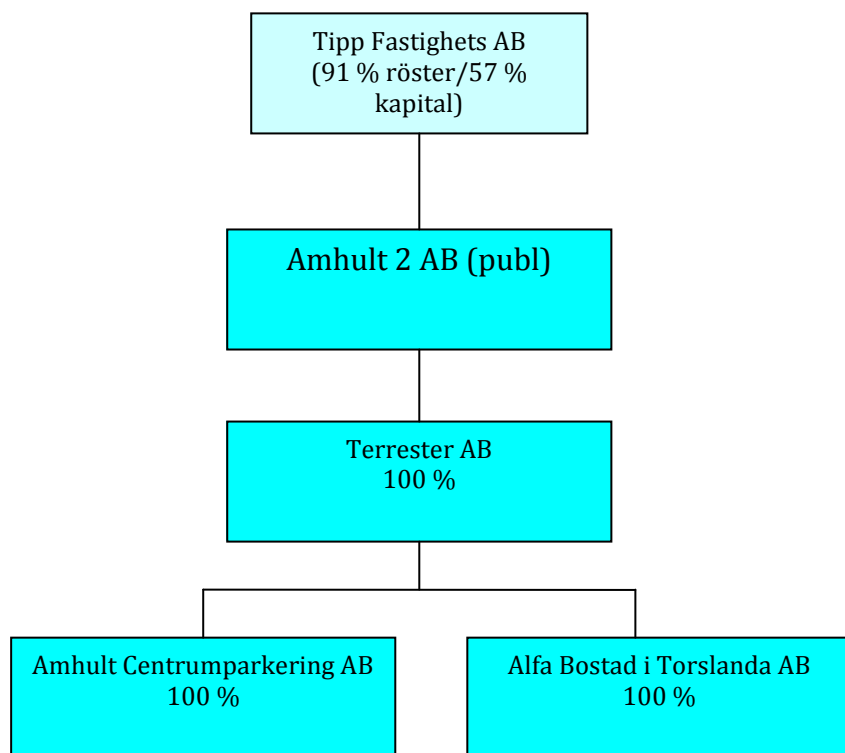 Tipp Fastighets AB
(91 % röster/57 %
kapital)
Amhult 2 AB (publ)
Terrester AB
100 %
Amhult Centrumparkering AB
100 %
Alfa Bostad i Torslanda AB
100 %